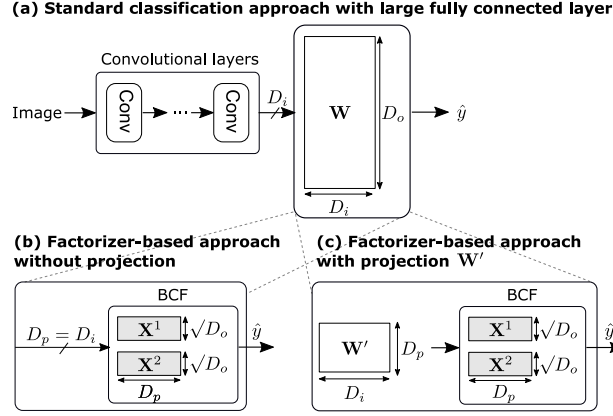 (a) Standard classification approach with large fully connected layer
Convolutional layers
Image
Conv
...
Conv
D_i
W
D_o
ŷ
D_i
(b) Factorizer-based approach
without projection
BCF
D_p = D_i
X^1
√D_o
X^2
√D_o
D_p
ŷ
(c) Factorizer-based approach
with projection W'
W'
D_p
D_i
BCF
X^1
√D_o
X^2
√D_o
D_p
ŷ